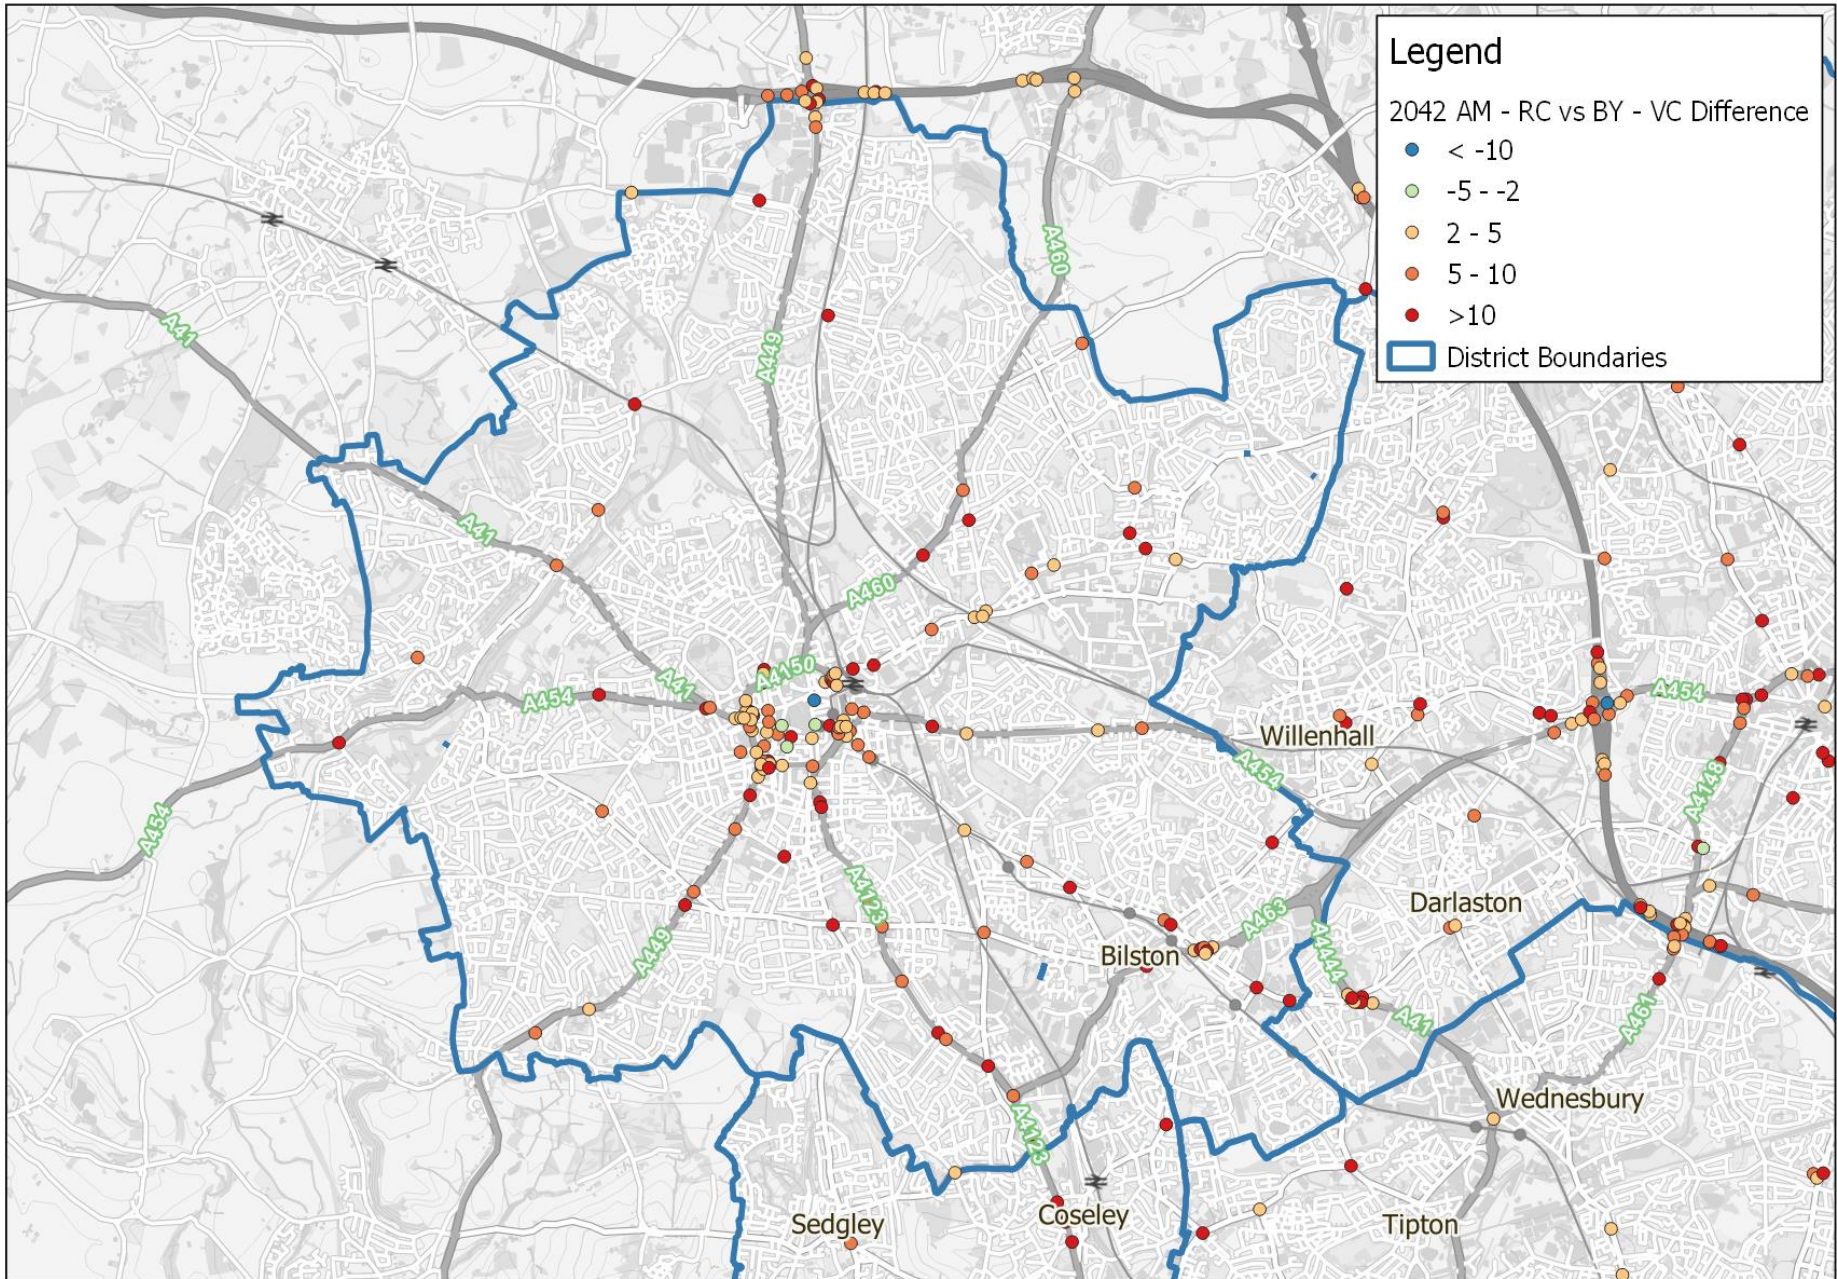 Legend
2042 AM - RC vs BY - VC Difference
< -10
-5 - -2
2 - 5
5 - 10
>10
District Boundaries
A460
A41
A449
A41
A460
A4150
A41
A454
A454
Willenhall
A454
A4148
A454
A4123
Darlaston
A463
A449
Bilston
A4444
A41
A461
Wednesbury
A4123
Sedgley
Coseley
Tipton